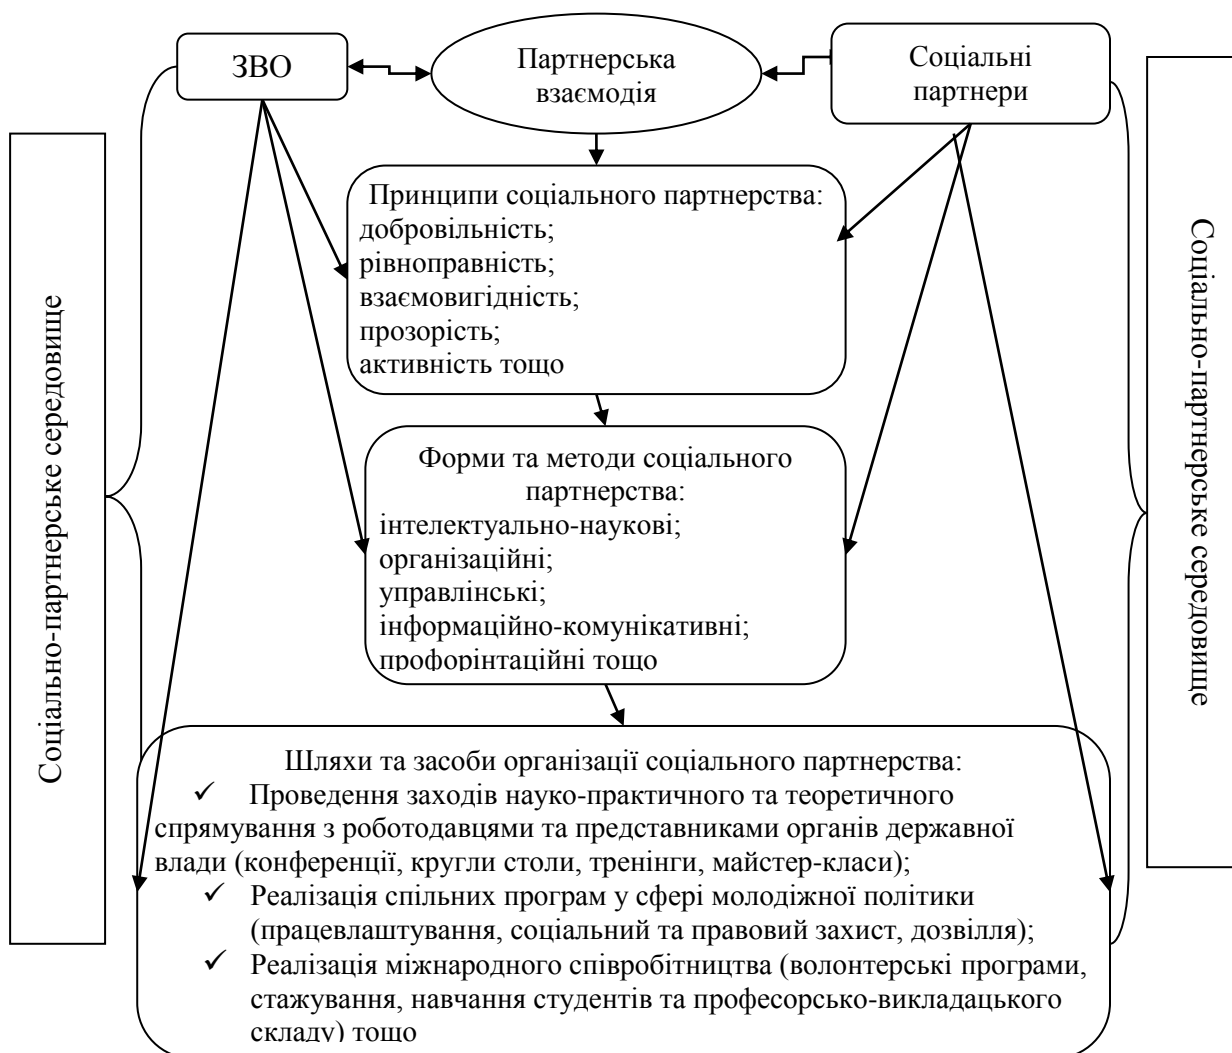 ЗВО
Партнерська
взаємодія
Соціальні
партнери
Соціально-партнерське середовище
Принципи соціального партнерства:
добровільність;
рівноправність;
взаємовигідність;
прозорість;
активність тощо
Форми та методи соціального
партнерства:
інтелектуально-наукові;
організаційні;
управлінські;
інформаційно-комунікативні;
профорінтаційні тощо
Соціально-партнерське середовище
Шляхи та засоби організації соціального партнерства:
✓ Проведення заходів науко-практичного та теоретичного
спрямування з роботодавцями та представниками органів державної
влади (конференції, кругли столи, тренінги, майстер-класи);
✓ Реалізація спільних програм у сфері молодіжної політики
(працевлаштування, соціальний та правовий захист, дозвілля);
✓ Реалізація міжнародного співробітництва (волонтерські програми,
стажування, навчання студентів та професорсько-викладацького
складу) тощо